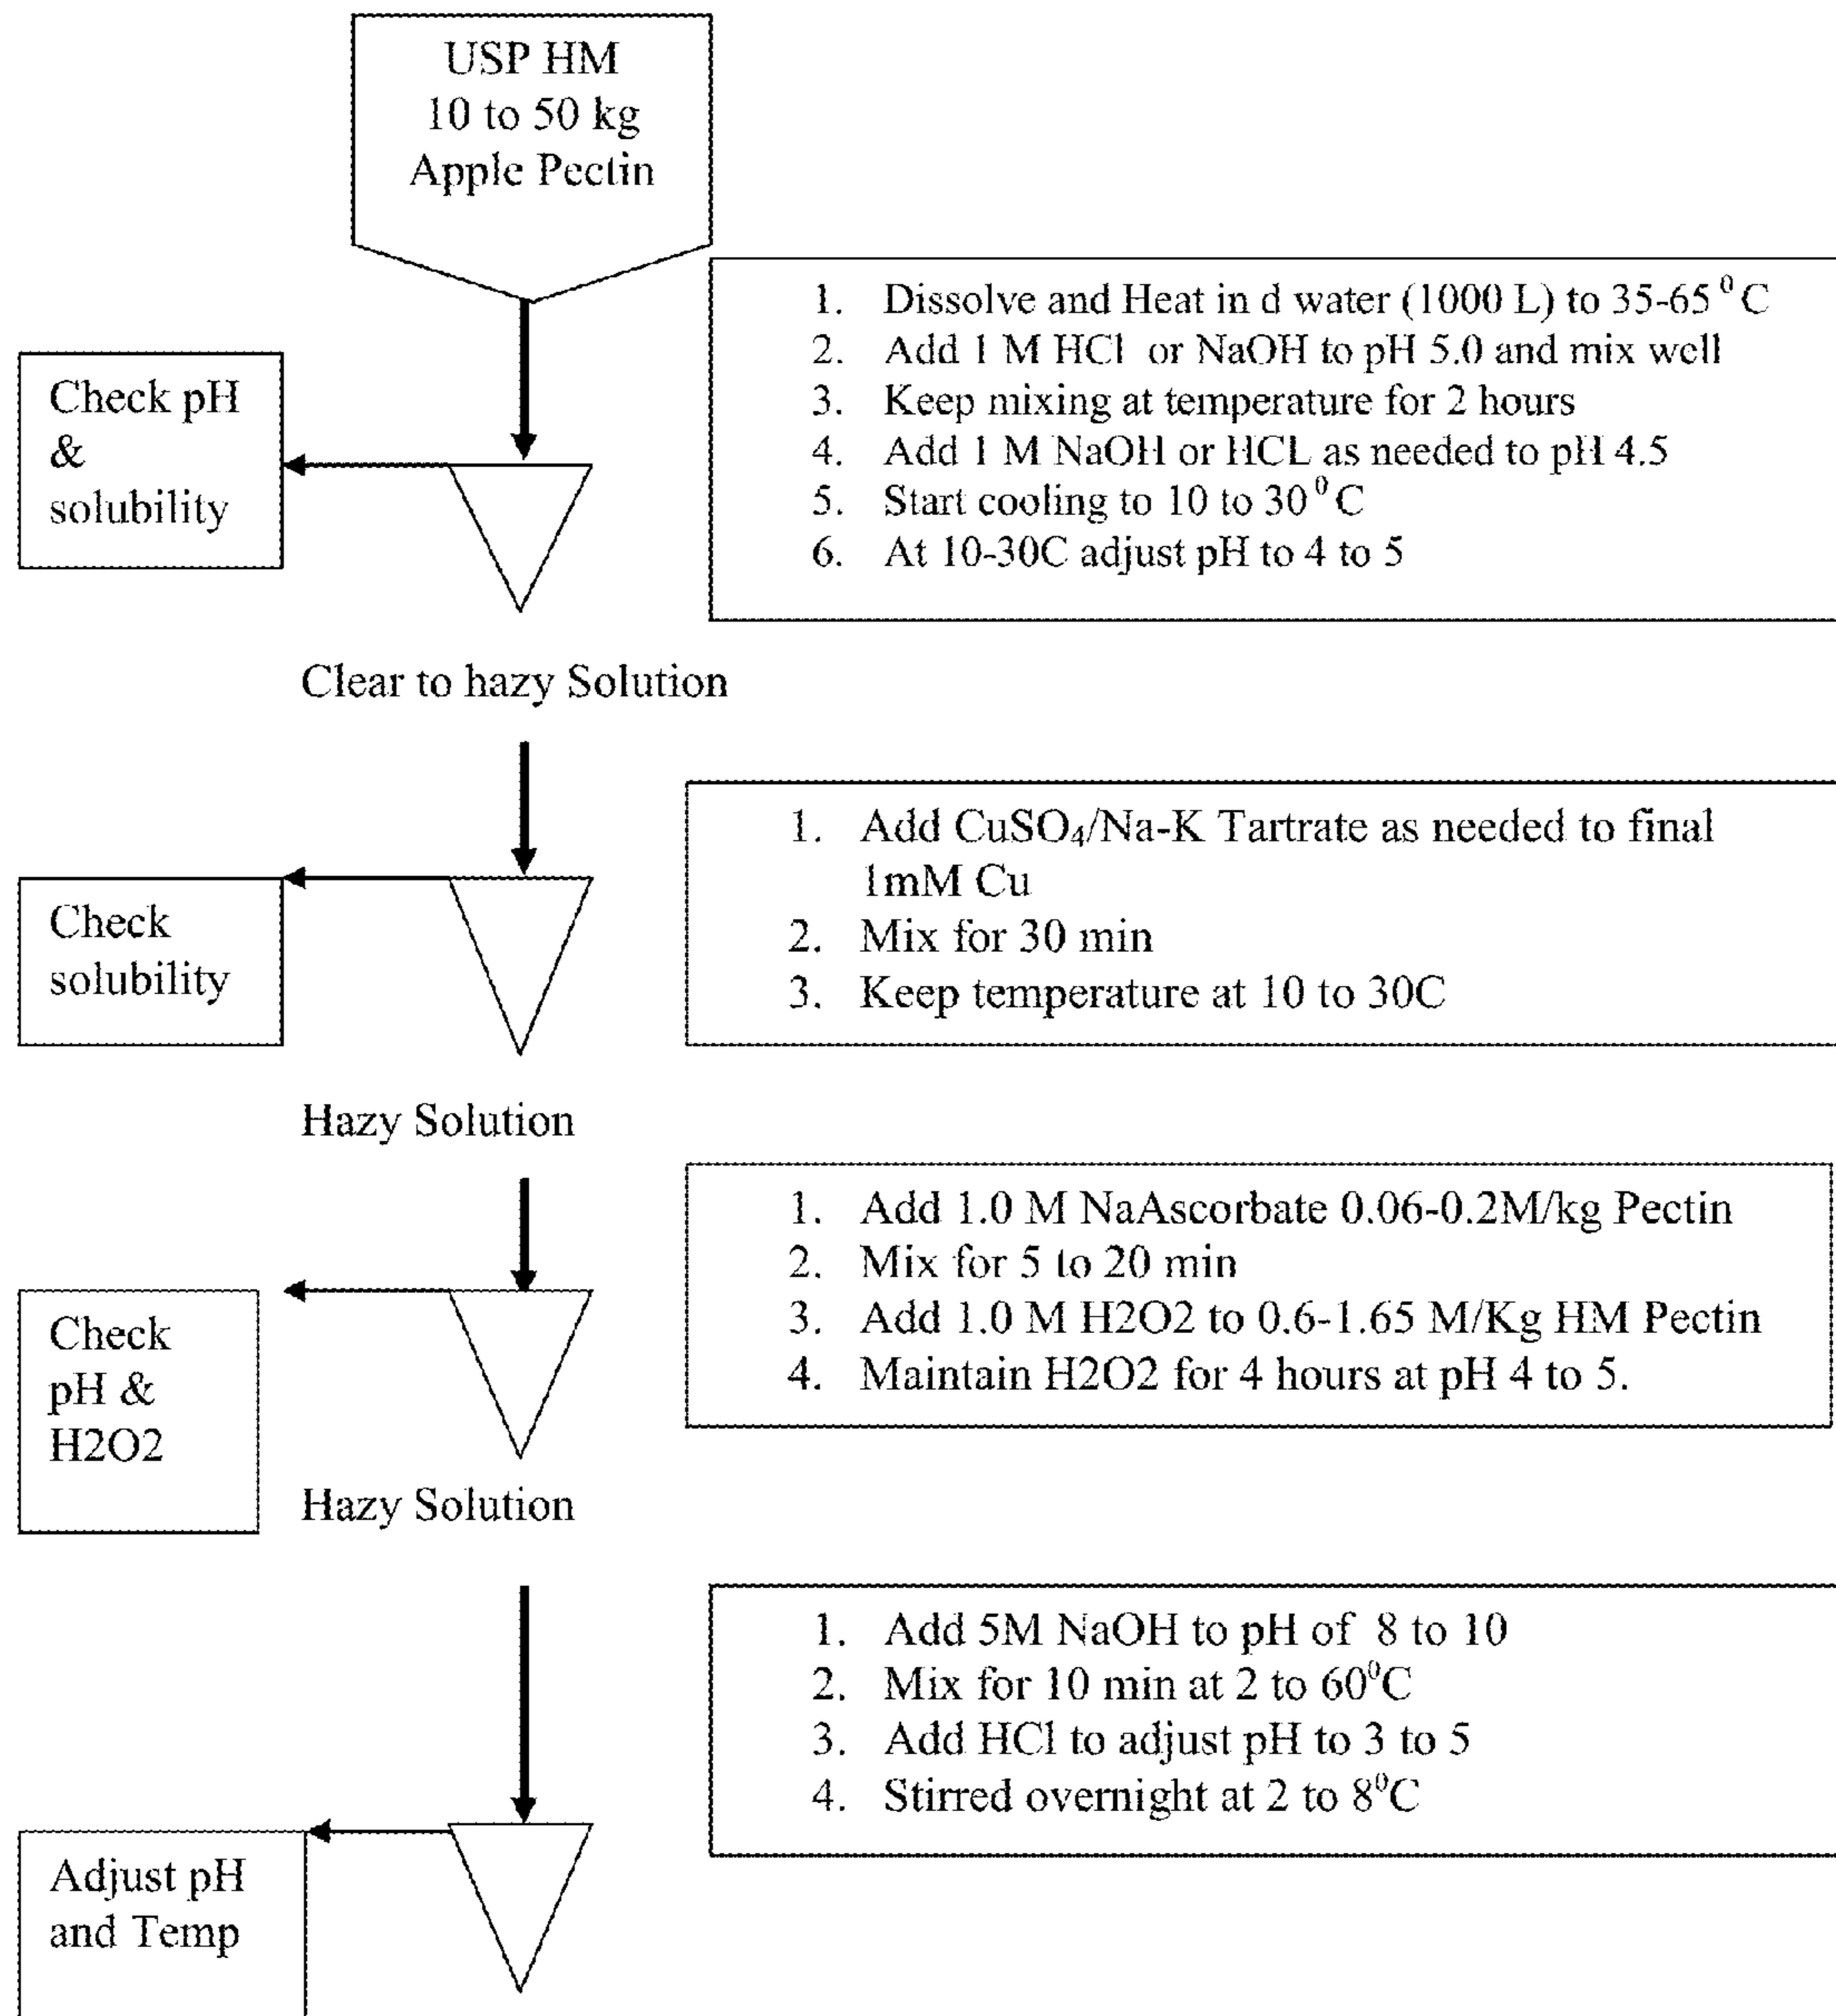 USP HM
10 to 50 kg
Apple Pectin
1. Dissolve and Heat in d water (1000 L) to 35-65 ⁰ C
2. Add 1 M HCl or NaOH to pH 5.0 and mix well
3. Keep mixing at temperature for 2 hours
4. Add 1 M NaOH or HCL as needed to pH 4.5
5. Start cooling to 10 to 30 ⁰ C
6. At 10-30C adjust pH to 4 to 5
Check pH
&
solubility
Clear to hazy Solution
1. Add CuSO₄/Na-K Tartrate as needed to final
1mM Cu
2. Mix for 30 min
3. Keep temperature at 10 to 30C
Check
solubility
Hazy Solution
1. Add 1.0 M NaAscorbate 0.06-0.2M/kg Pectin
2. Mix for 5 to 20 min
3. Add 1.0 M H2O2 to 0.6-1.65 M/Kg HM Pectin
4. Maintain H2O2 for 4 hours at pH 4 to 5.
Check
pH &
H2O2
Hazy Solution
1. Add 5M NaOH to pH of 8 to 10
2. Mix for 10 min at 2 to 60⁰C
3. Add HCl to adjust pH to 3 to 5
4. Stirred overnight at 2 to 8⁰C
Adjust pH
and Temp